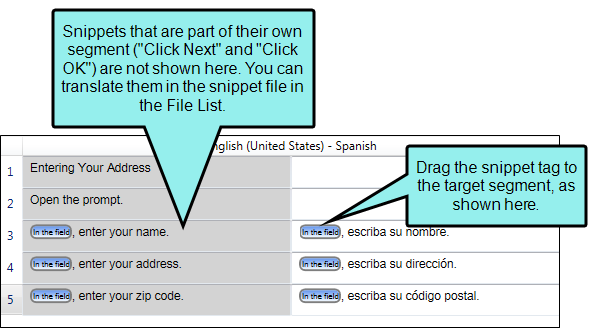 Snippets that are part of their own
segment ("Click Next" and "Click
OK") are not shown here. You can
translate them in the snippet file in
the File List.
nglish (United States) - Spanish
Drag the snippet tag to
the target segment, as
shown here.
1 Entering Your Address
2 Open the prompt.
3 In the field, enter your name. In the field, escriba su nombre.
4 In the field, enter your address. In the field, escriba su dirección.
5 In the field, enter your zip code. In the field, escriba su código postal.